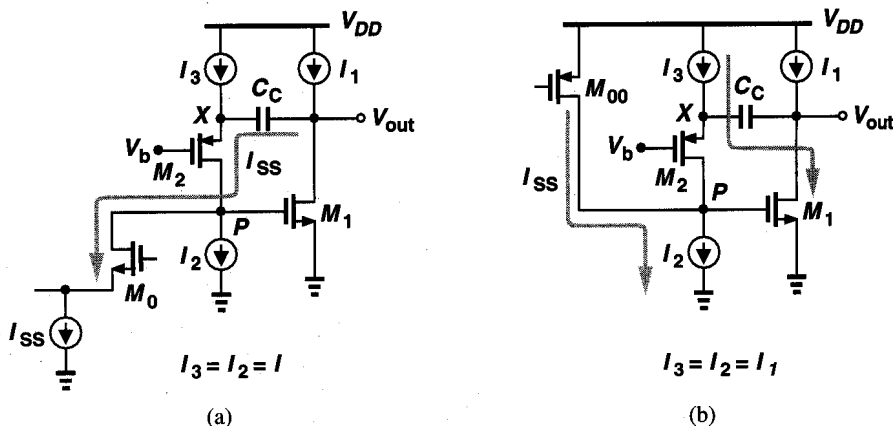 V_DD
I_3
I_1
C_C
X
V_out
V_b
M_2
I_SS
P
M_1
I_2
M_0
I_SS
I_3 = I_2 = I
(a)
V_DD
I_3
I_1
M_00
C_C
X
V_out
V_b
M_2
I_SS
P
M_1
I_2
I_3 = I_2 = I_1
(b)